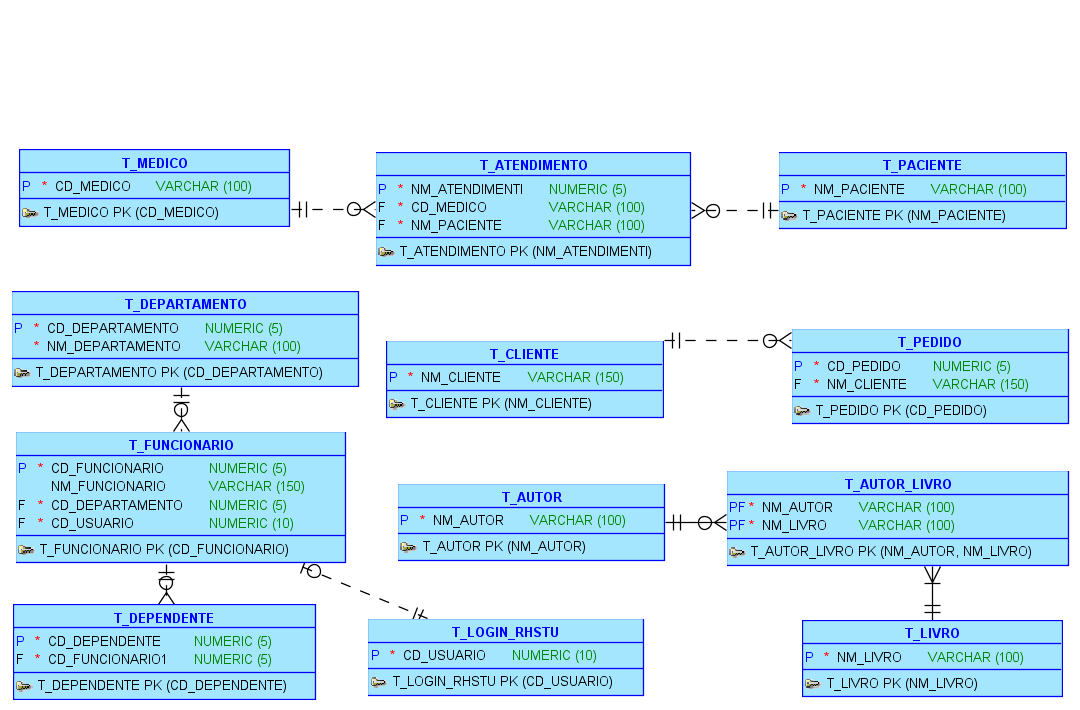 T_MEDICO
P * CD_MEDICO VARCHAR (100)
T_MEDICO PK (CD_MEDICO)
T_ATENDIMENTO
P * NM_ATENDIMENTI NUMERIC (5)
F * CD_MEDICO VARCHAR (100)
F * NM_PACIENTE VARCHAR (100)
T_ATENDIMENTO PK (NM_ATENDIMENTI)
T_PACIENTE
P * NM_PACIENTE VARCHAR (100)
T_PACIENTE PK (NM_PACIENTE)
T_DEPARTAMENTO
P * CD_DEPARTAMENTO NUMERIC (5)
* NM_DEPARTAMENTO VARCHAR (100)
T_DEPARTAMENTO PK (CD_DEPARTAMENTO)
T_CLIENTE
P * NM_CLIENTE VARCHAR (150)
T_CLIENTE PK (NM_CLIENTE)
T_PEDIDO
P * CD_PEDIDO NUMERIC (5)
F * NM_CLIENTE VARCHAR (150)
T_PEDIDO PK (CD_PEDIDO)
T_FUNCIONARIO
P * CD_FUNCIONARIO NUMERIC (5)
NM_FUNCIONARIO VARCHAR (150)
F * CD_DEPARTAMENTO NUMERIC (5)
F * CD_USUARIO NUMERIC (10)
T_FUNCIONARIO PK (CD_FUNCIONARIO)
T_AUTOR
P * NM_AUTOR VARCHAR (100)
T_AUTOR PK (NM_AUTOR)
T_AUTOR_LIVRO
PF * NM_AUTOR VARCHAR (100)
PF * NM_LIVRO VARCHAR (100)
T_AUTOR_LIVRO PK (NM_AUTOR, NM_LIVRO)
T_DEPENDENTE
P * CD_DEPENDENTE NUMERIC (5)
F * CD_FUNCIONARIO1 NUMERIC (5)
T_DEPENDENTE PK (CD_DEPENDENTE)
T_LOGIN_RHSTU
P * CD_USUARIO NUMERIC (10)
T_LOGIN_RHSTU PK (CD_USUARIO)
T_LIVRO
P * NM_LIVRO VARCHAR (100)
T_LIVRO PK (NM_LIVRO)